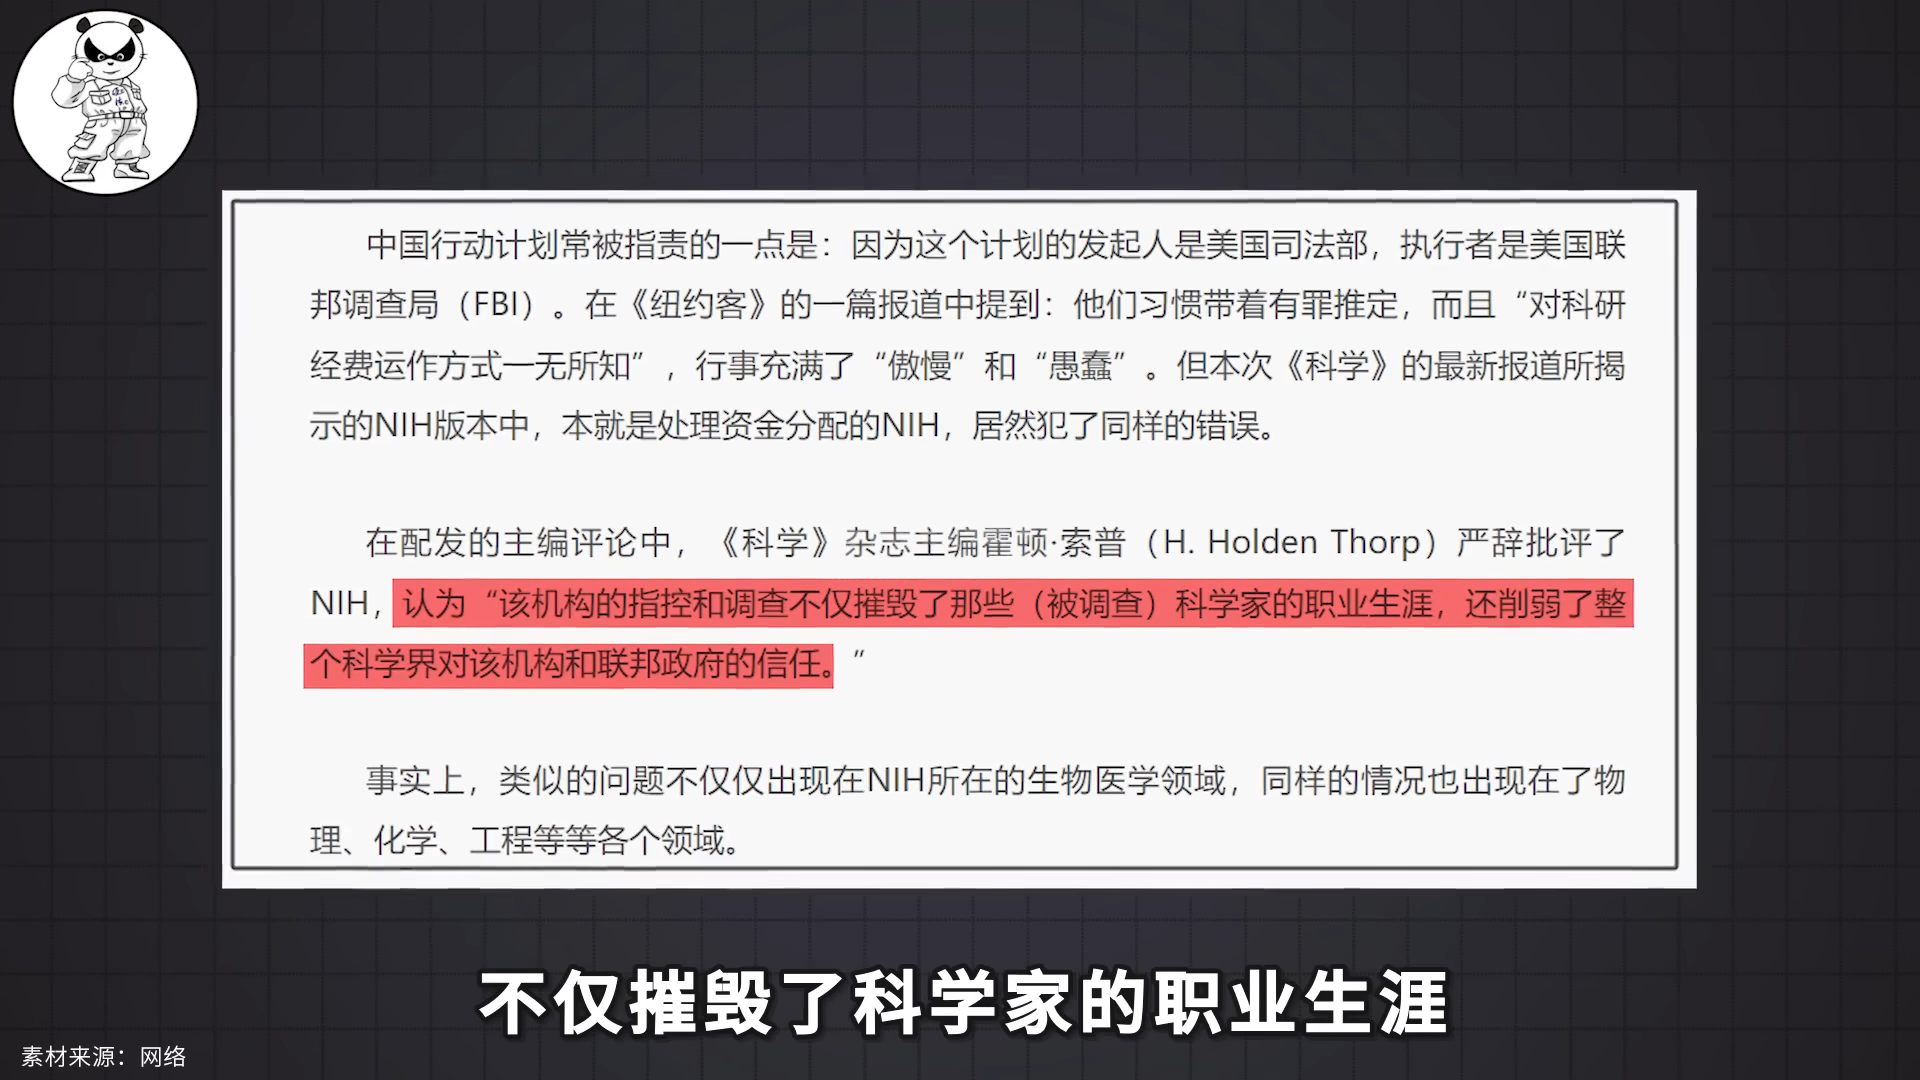 中国行动计划常被指责的一点是：因为这个计划的发起人是美国司法部，执行者是美国联
邦调查局（FBI）。在《纽约客》的一篇报道中提到：他们习惯带着有罪推定，而且“对科研
经费运作方式一无所知”，行事充满了“傲慢”和“愚蠢”。但本次《科学》的最新报道所揭
示的NIH版本中，本就是处理资金分配的NIH，居然犯了同样的错误。
在配发的主编评论中，《科学》杂志主编霍顿·索普（H. Holden Thorp）严辞批评了
NIH，认为“该机构的指控和调查不仅摧毁了那些（被调查）科学家的职业生涯，还削弱了整
个科学界对该机构和联邦政府的信任。”
事实上，类似的问题不仅仅出现在NIH所在的生物医学领域，同样的情况也出现在了物
理、化学、工程等等各个领域。
不仅摧毁了科学家的职业生涯
素材来源：网络